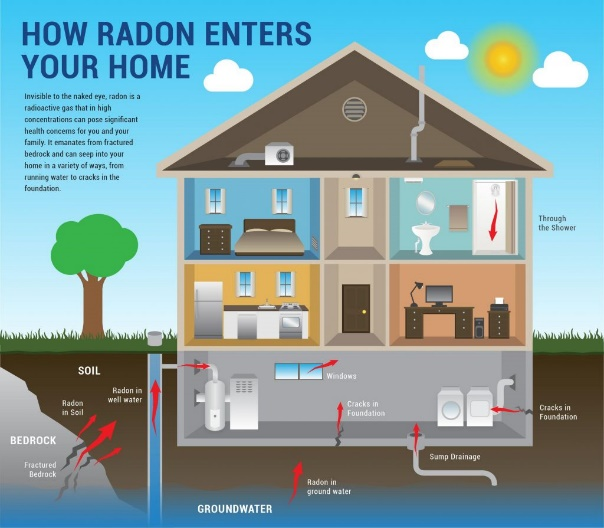 HOW RADON ENTERS
YOUR HOME
Invisible to the naked eye, radon is a
radioactive gas that in high
concentrations can pose significant
health concerns for you and your
family. It emanates from fractured
bedrock and can seep into your
home in a variety of ways, from
running water to cracks in the
foundation.
Through
the Shower
SOIL
Radon in
well water
Windows
Radon
in Soil
Cracks in
Foundation
Cracks in
Foundation
BEDROCK
Fractured
Bedrock
Sump Drainage
Radon in
ground water
GROUNDWATER